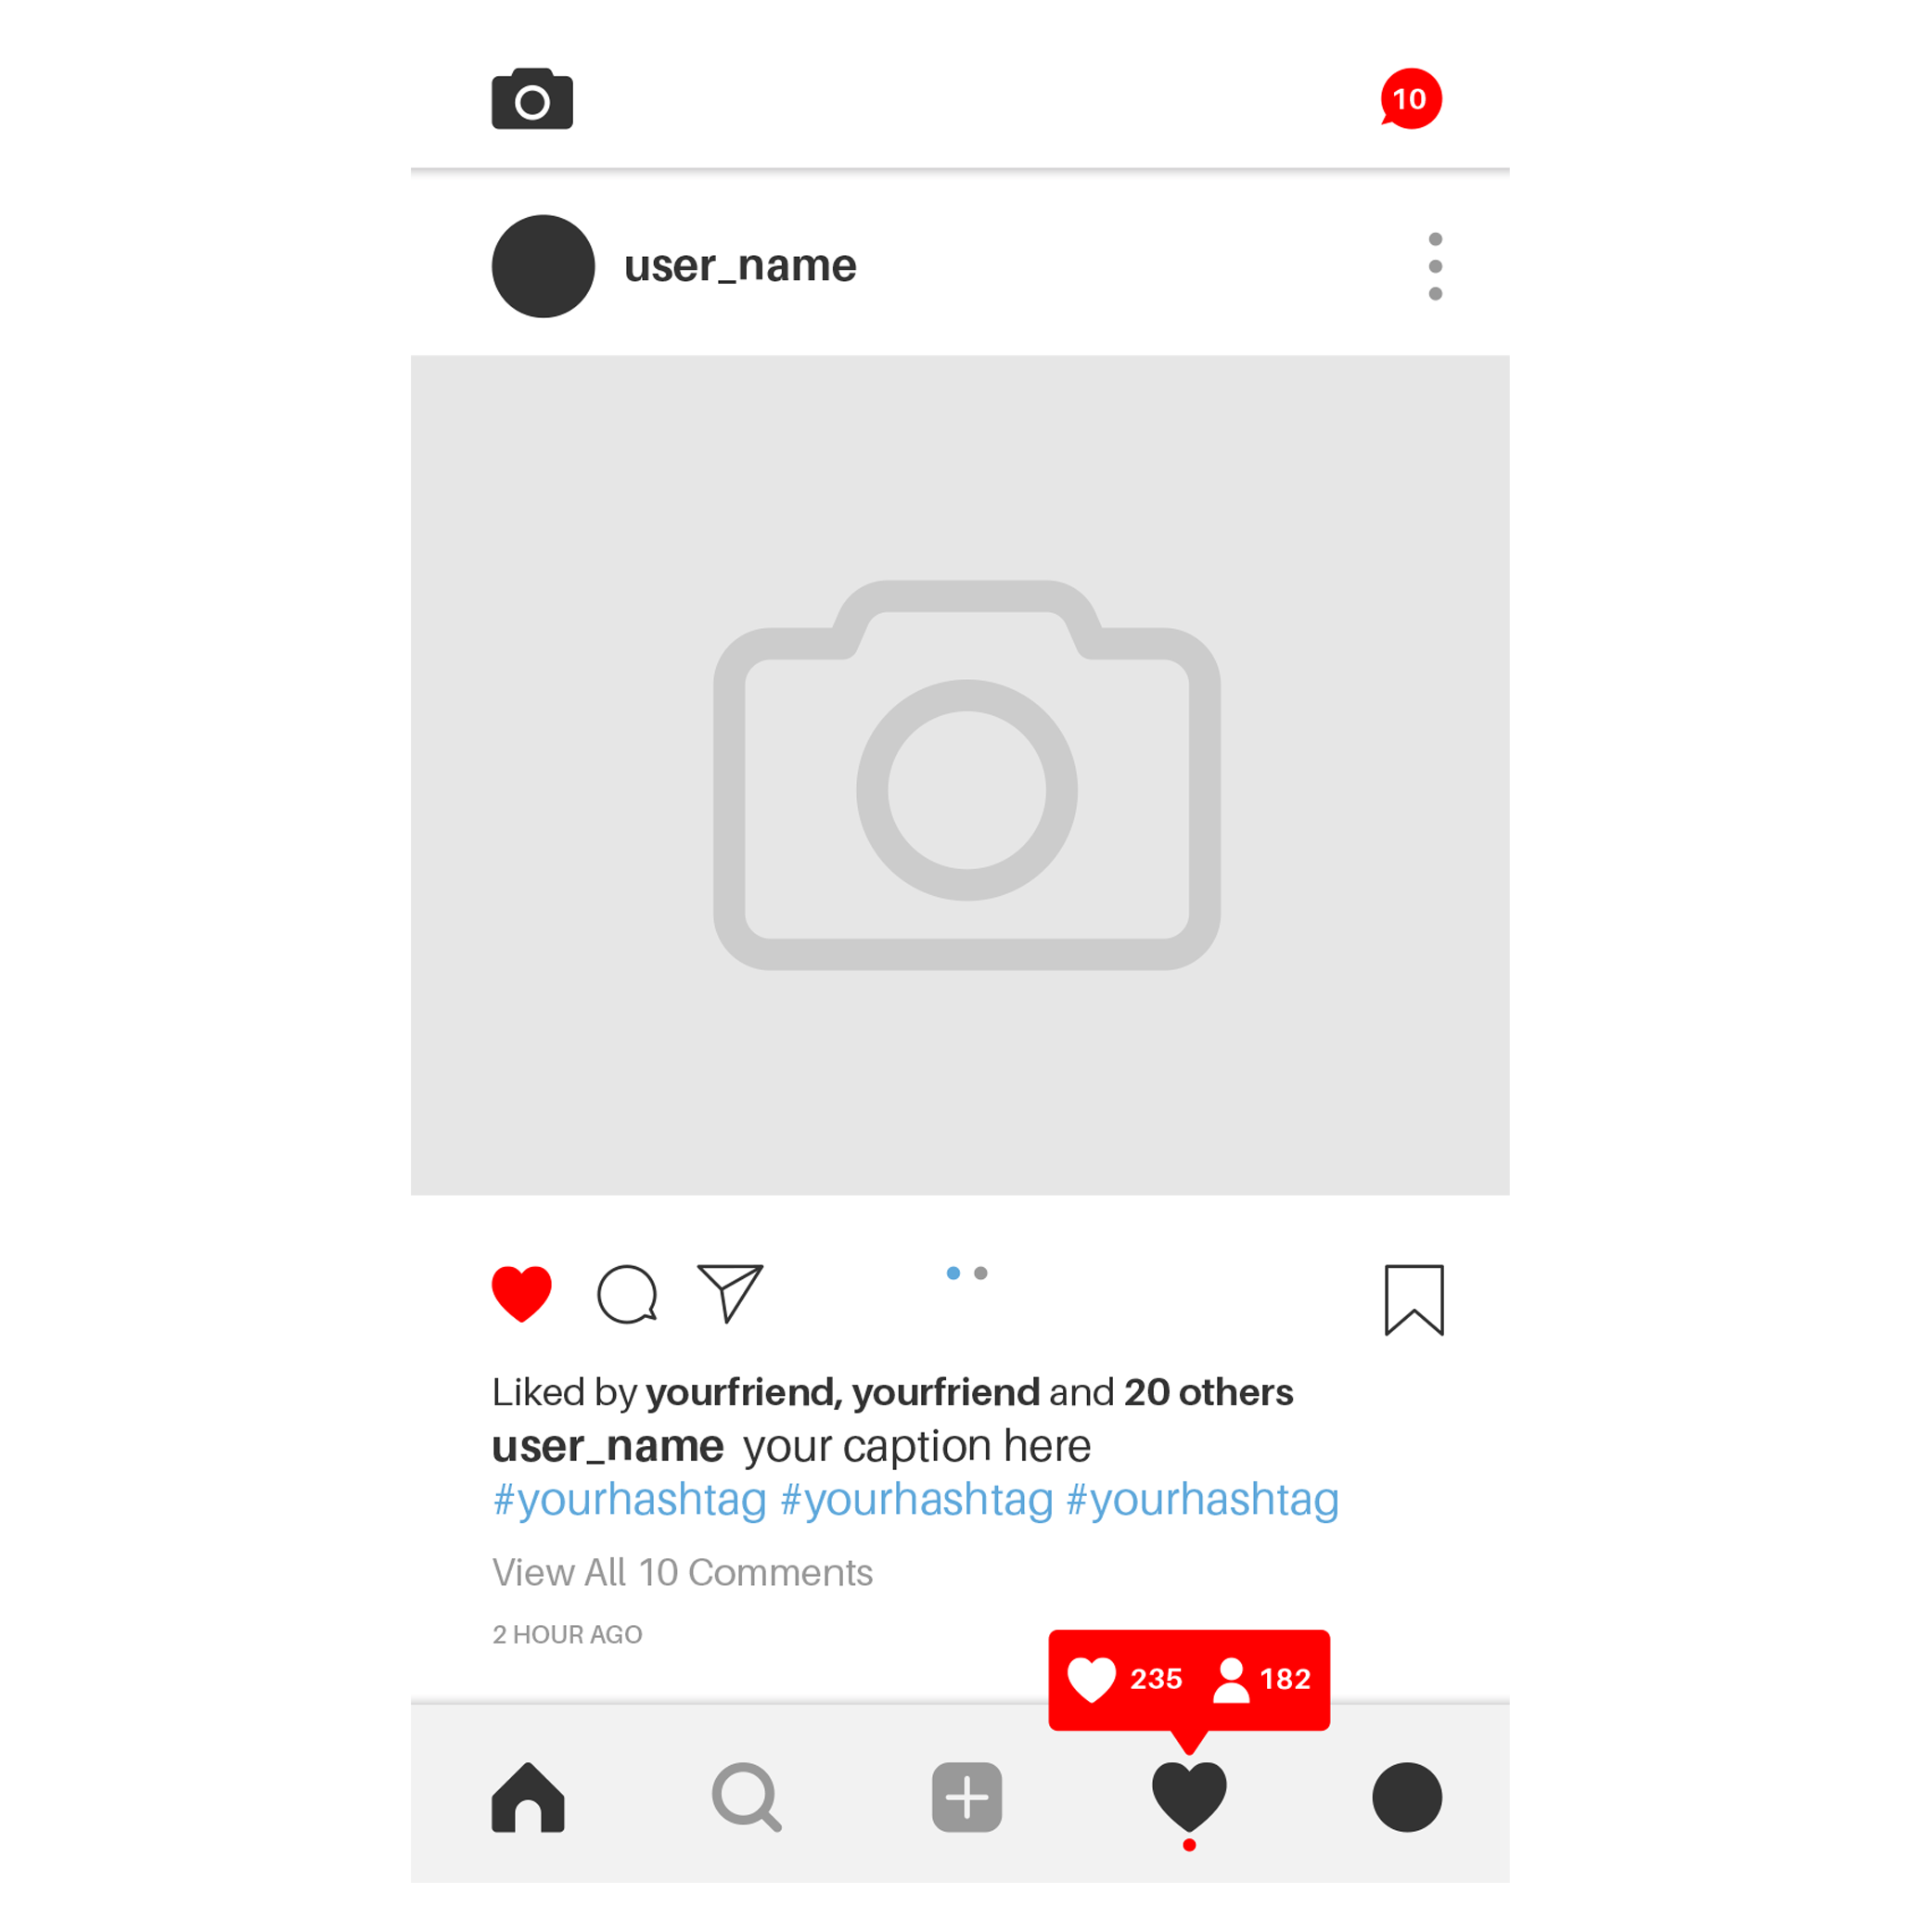 10
user_name
Liked by yourfriend, yourfriend and 20 others
user_name your caption here
#yourhashtag #yourhashtag #yourhashtag
View All 10 Comments
2 HOUR AGO
235 182